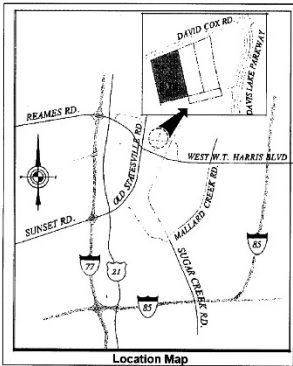 DAVID COX RD.
DAVIS LAKE PARKWAY
REAMES RD.
OLD STATESVILLE RD.
WEST W.T. HARRIS BLVD
MALLARD CREEK RD.
SUNSET RD.
SUGAR CREEK RD.
77
21
85
85
Location Map